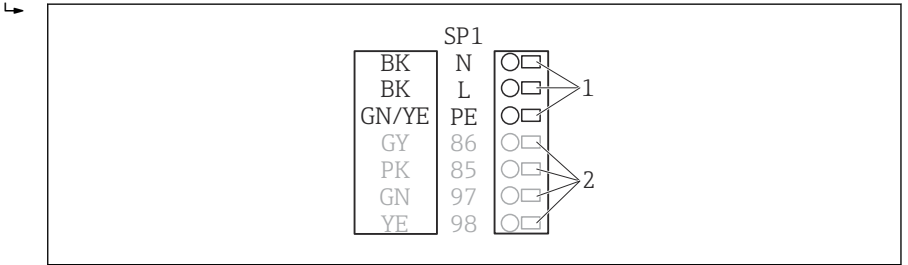 SP1
BK N
BK L 1
GN/YE PE
GY 86
PK 85 2
GN 97
YE 98